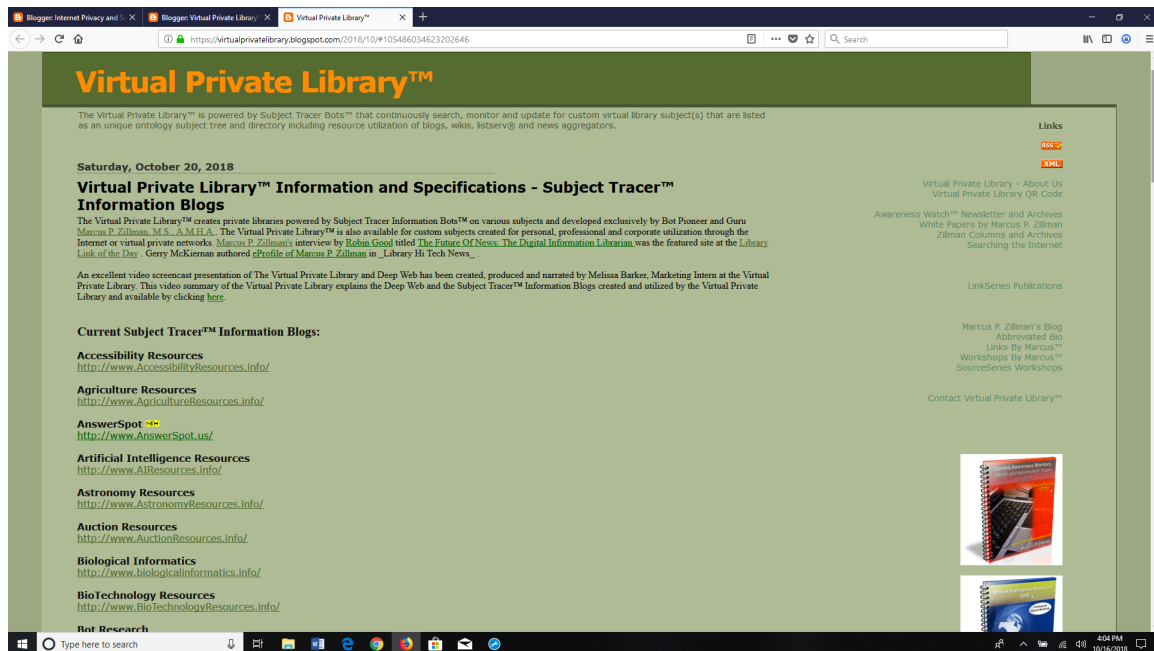 Blogger: Internet Privacy and S
Blogger: Virtual Private Library™
Virtual Private Library™
https://virtualprivatelibrary.blogspot.com/2018/10/#105486034623202646
Search
Virtual Private Library™
The Virtual Private Library™ is powered by Subject Tracer Bots™ that continuously search, monitor and update for custom virtual library subject(s) that are listed
as an unique ontology subject tree and directory including resource utilization of blogs, wikis, listserv® and news aggregators.
Saturday, October 20, 2018
Virtual Private Library™ Information and Specifications - Subject Tracer™
Information Blogs
The Virtual Private Library™ creates private libraries powered by Subject Tracer Information Bots™ on various subjects and developed exclusively by Bot Pioneer and Guru
Marcus P. Zillman, M.S., A.M.H.A.. The Virtual Private Library™ is also available for custom subjects created for personal, professional and corporate utilization through the
Internet or virtual private networks. Marcus P. Zillman's interview by Robin Good titled The Future Of News: The Digital Information Librarian was the featured site at the Library
Link of the Day . Gerry McKiernan authored eProfile of Marcus P. Zillman in _Library Hi Tech News_ .
An excellent video screencast presentation of The Virtual Private Library and Deep Web has been created, produced and narrated by Melissa Barker, Marketing Intern at the Virtual
Private Library. This video summary of the Virtual Private Library explains the Deep Web and the Subject Tracer™ Information Blogs created and utilized by the Virtual Private
Library and available by clicking here.
Current Subject Tracer™ Information Blogs:
Accessibility Resources
http://www.AccessibilityResources.info/
Agriculture Resources
http://www.AgricultureResources.info/
AnswerSpot NEW
http://www.AnswerSpot.us/
Artificial Intelligence Resources
http://www.AIResources.info/
Astronomy Resources
http://www.AstronomyResources.info/
Auction Resources
http://www.AuctionResources.info/
Biological Informatics
http://www.biologicalinformatics.info/
BioTechnology Resources
http://www.BioTechnologyResources.info/
Bot Research
Links
RSS
XML
Virtual Private Library - About Us
Virtual Private Library QR Code
Awareness Watch™ Newsletter and Archives
White Papers by Marcus P. Zillman
Zillman Columns and Archives
Searching the Internet
LinkSeries Publications
Marcus P. Zillman's Blog
Abbreviated Bio
Links By Marcus™
Workshops By Marcus™
SourceSeries Workshops
Contact Virtual Private Library™
Type here to search
4:04 PM
10/16/2018